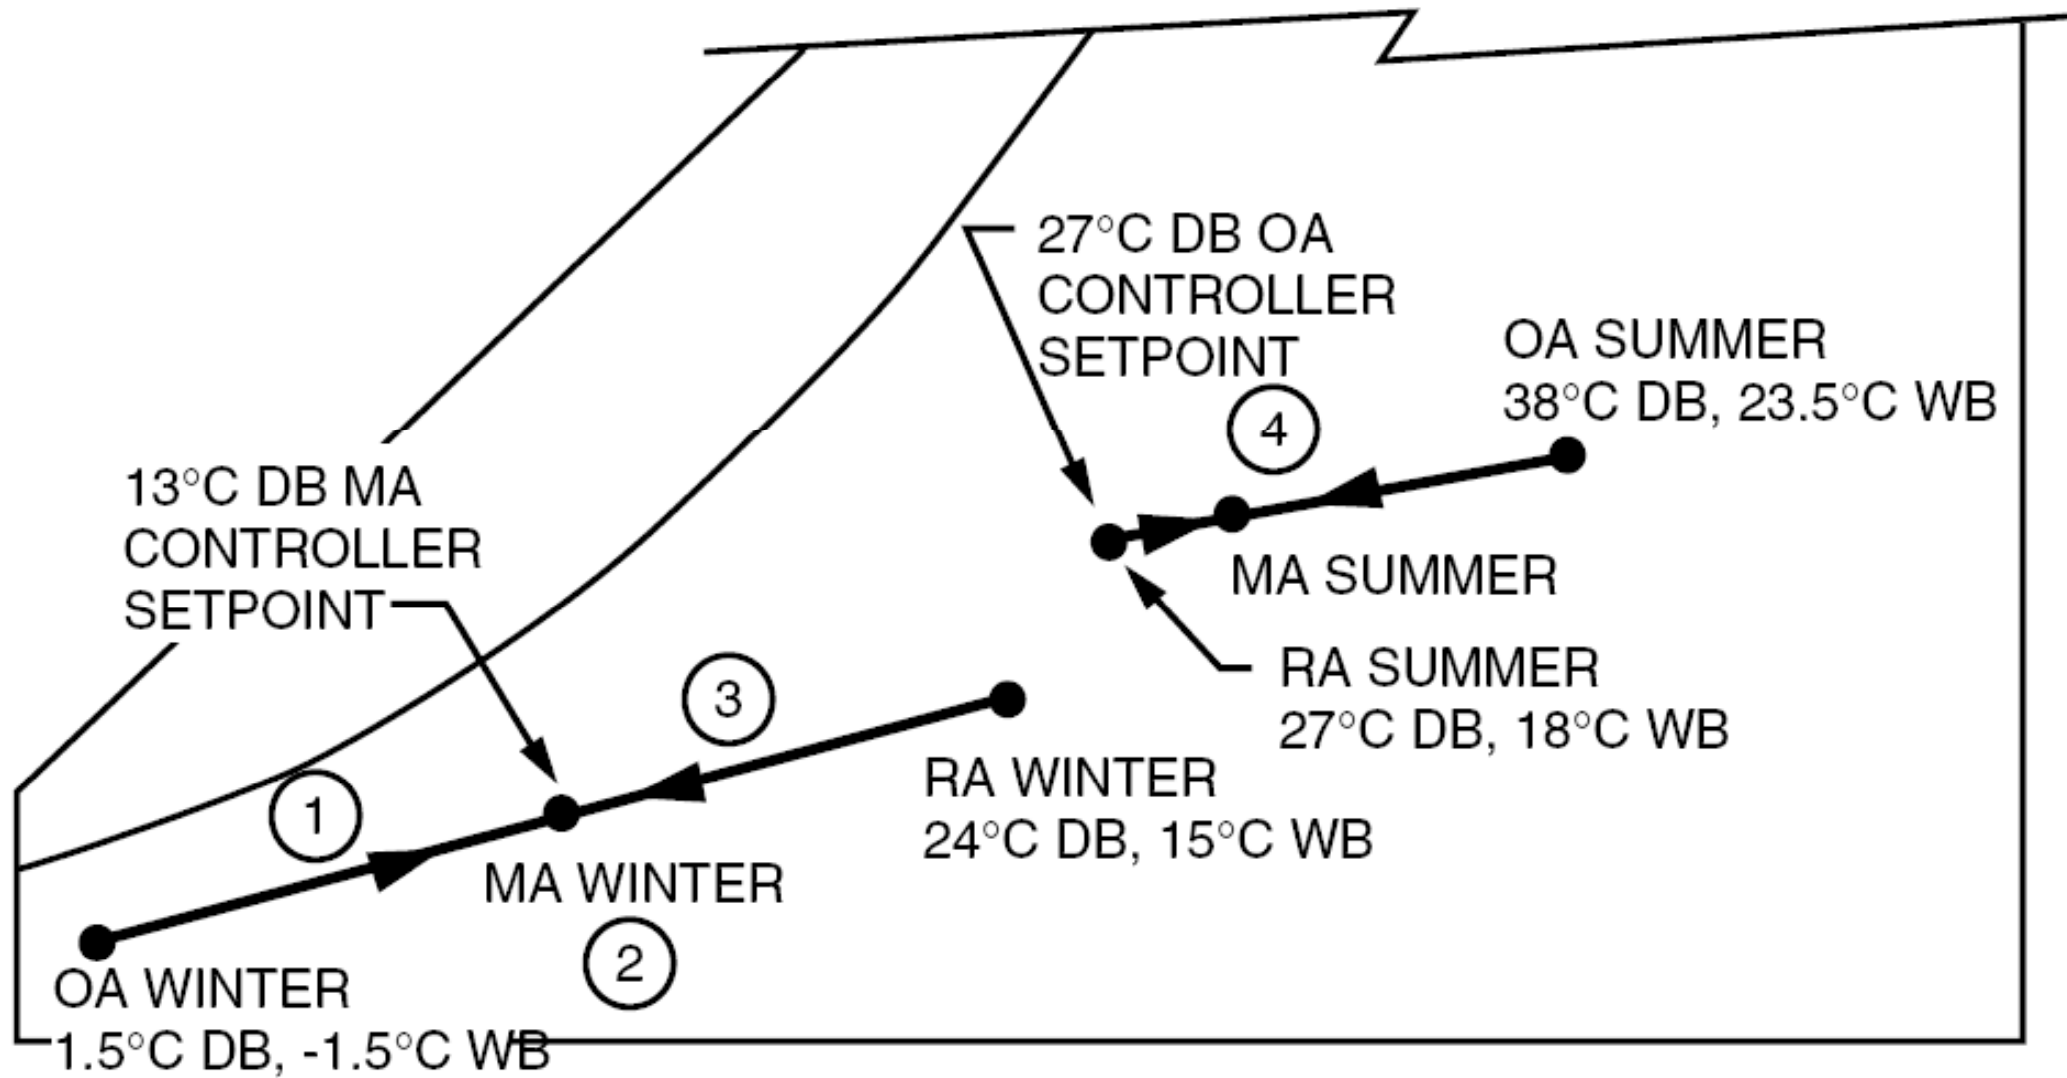 27°C DB OA
CONTROLLER
SETPOINT
4
OA SUMMER
38°C DB, 23.5°C WB
13°C DB MA
CONTROLLER
SETPOINT
MA SUMMER
RA SUMMER
27°C DB, 18°C WB
3
RA WINTER
24°C DB, 15°C WB
1
MA WINTER
2
OA WINTER
1.5°C DB, -1.5°C WB